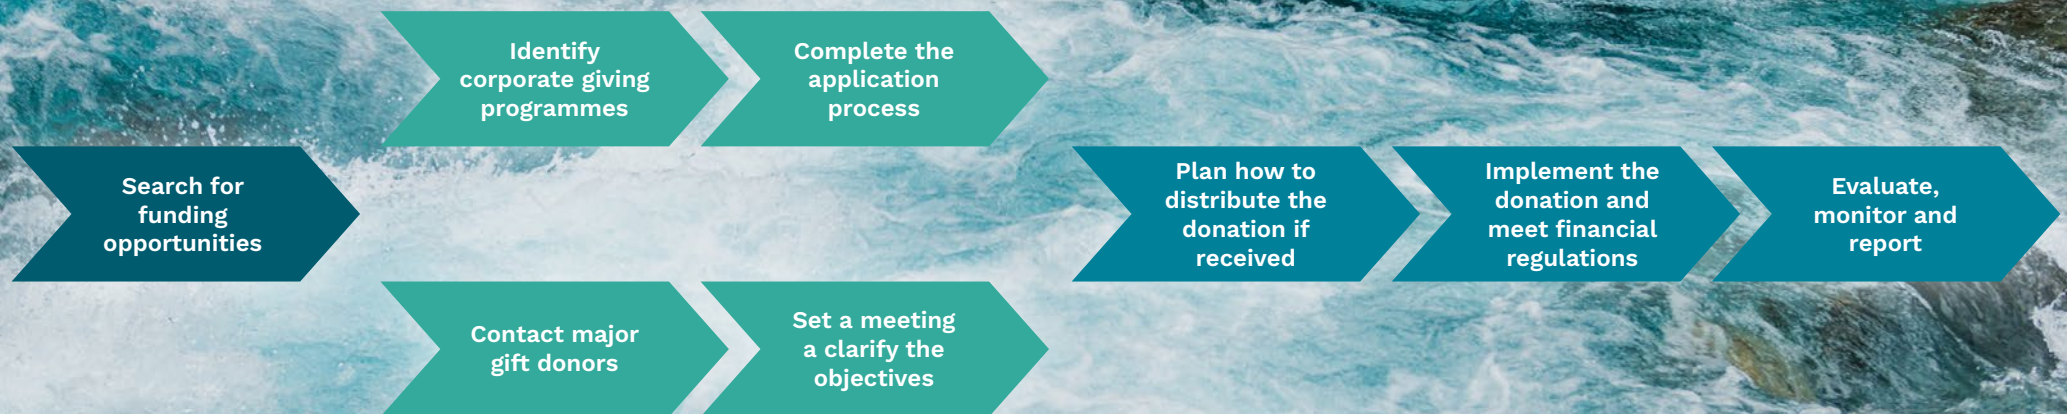 Search for
funding
opportunities
Identify
corporate giving
programmes
Complete the
application
process
Contact major
gift donors
Set a meeting
a clarify the
objectives
Plan how to
distribute the
donation if
received
Implement the
donation and
meet financial
regulations
Evaluate,
monitor and
report